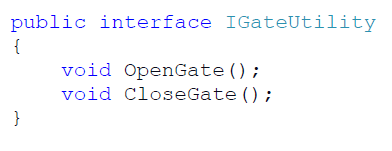 public interface IGateUtility
{
    void OpenGate();
    void CloseGate();
}